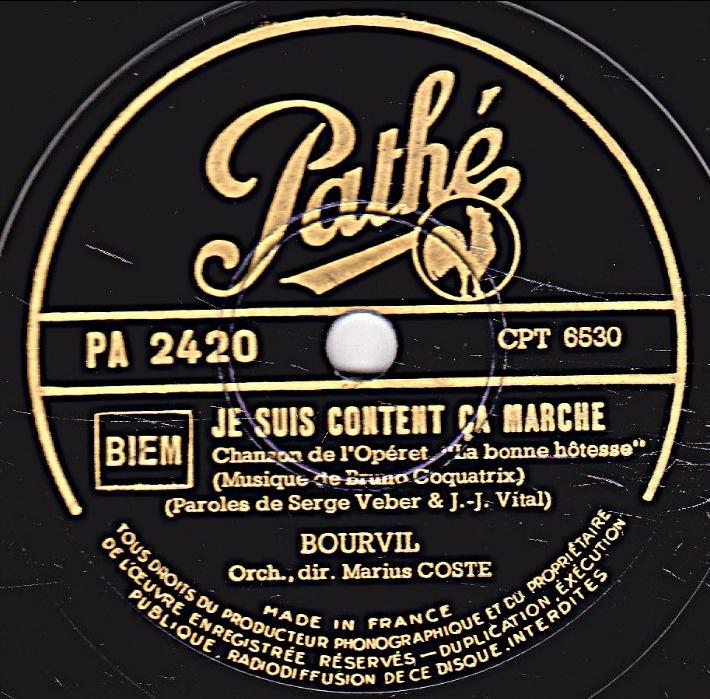 Pathé
PA 2420
CPT 6530
BIEM
JE SUIS CONTENT ÇA MARCHE
Chanson de l'Opéret. "La bonne hôtesse"
(Musique de Bruno Coquatrix)
(Paroles de Serge Veber & J.-J. Vital)
BOURVIL
Orch., dir. Marius COSTE
MADE IN FRANCE
TOUS DROITS DU PRODUCTEUR PHONOGRAPHIQUE ET DU PROPRIÉTAIRE
DE L'ŒUVRE ENREGISTRÉE RÉSERVÉS — DUPLICATION, EXÉCUTION
PUBLIQUE, RADIODIFFUSION DE CE DISQUE, INTERDITES